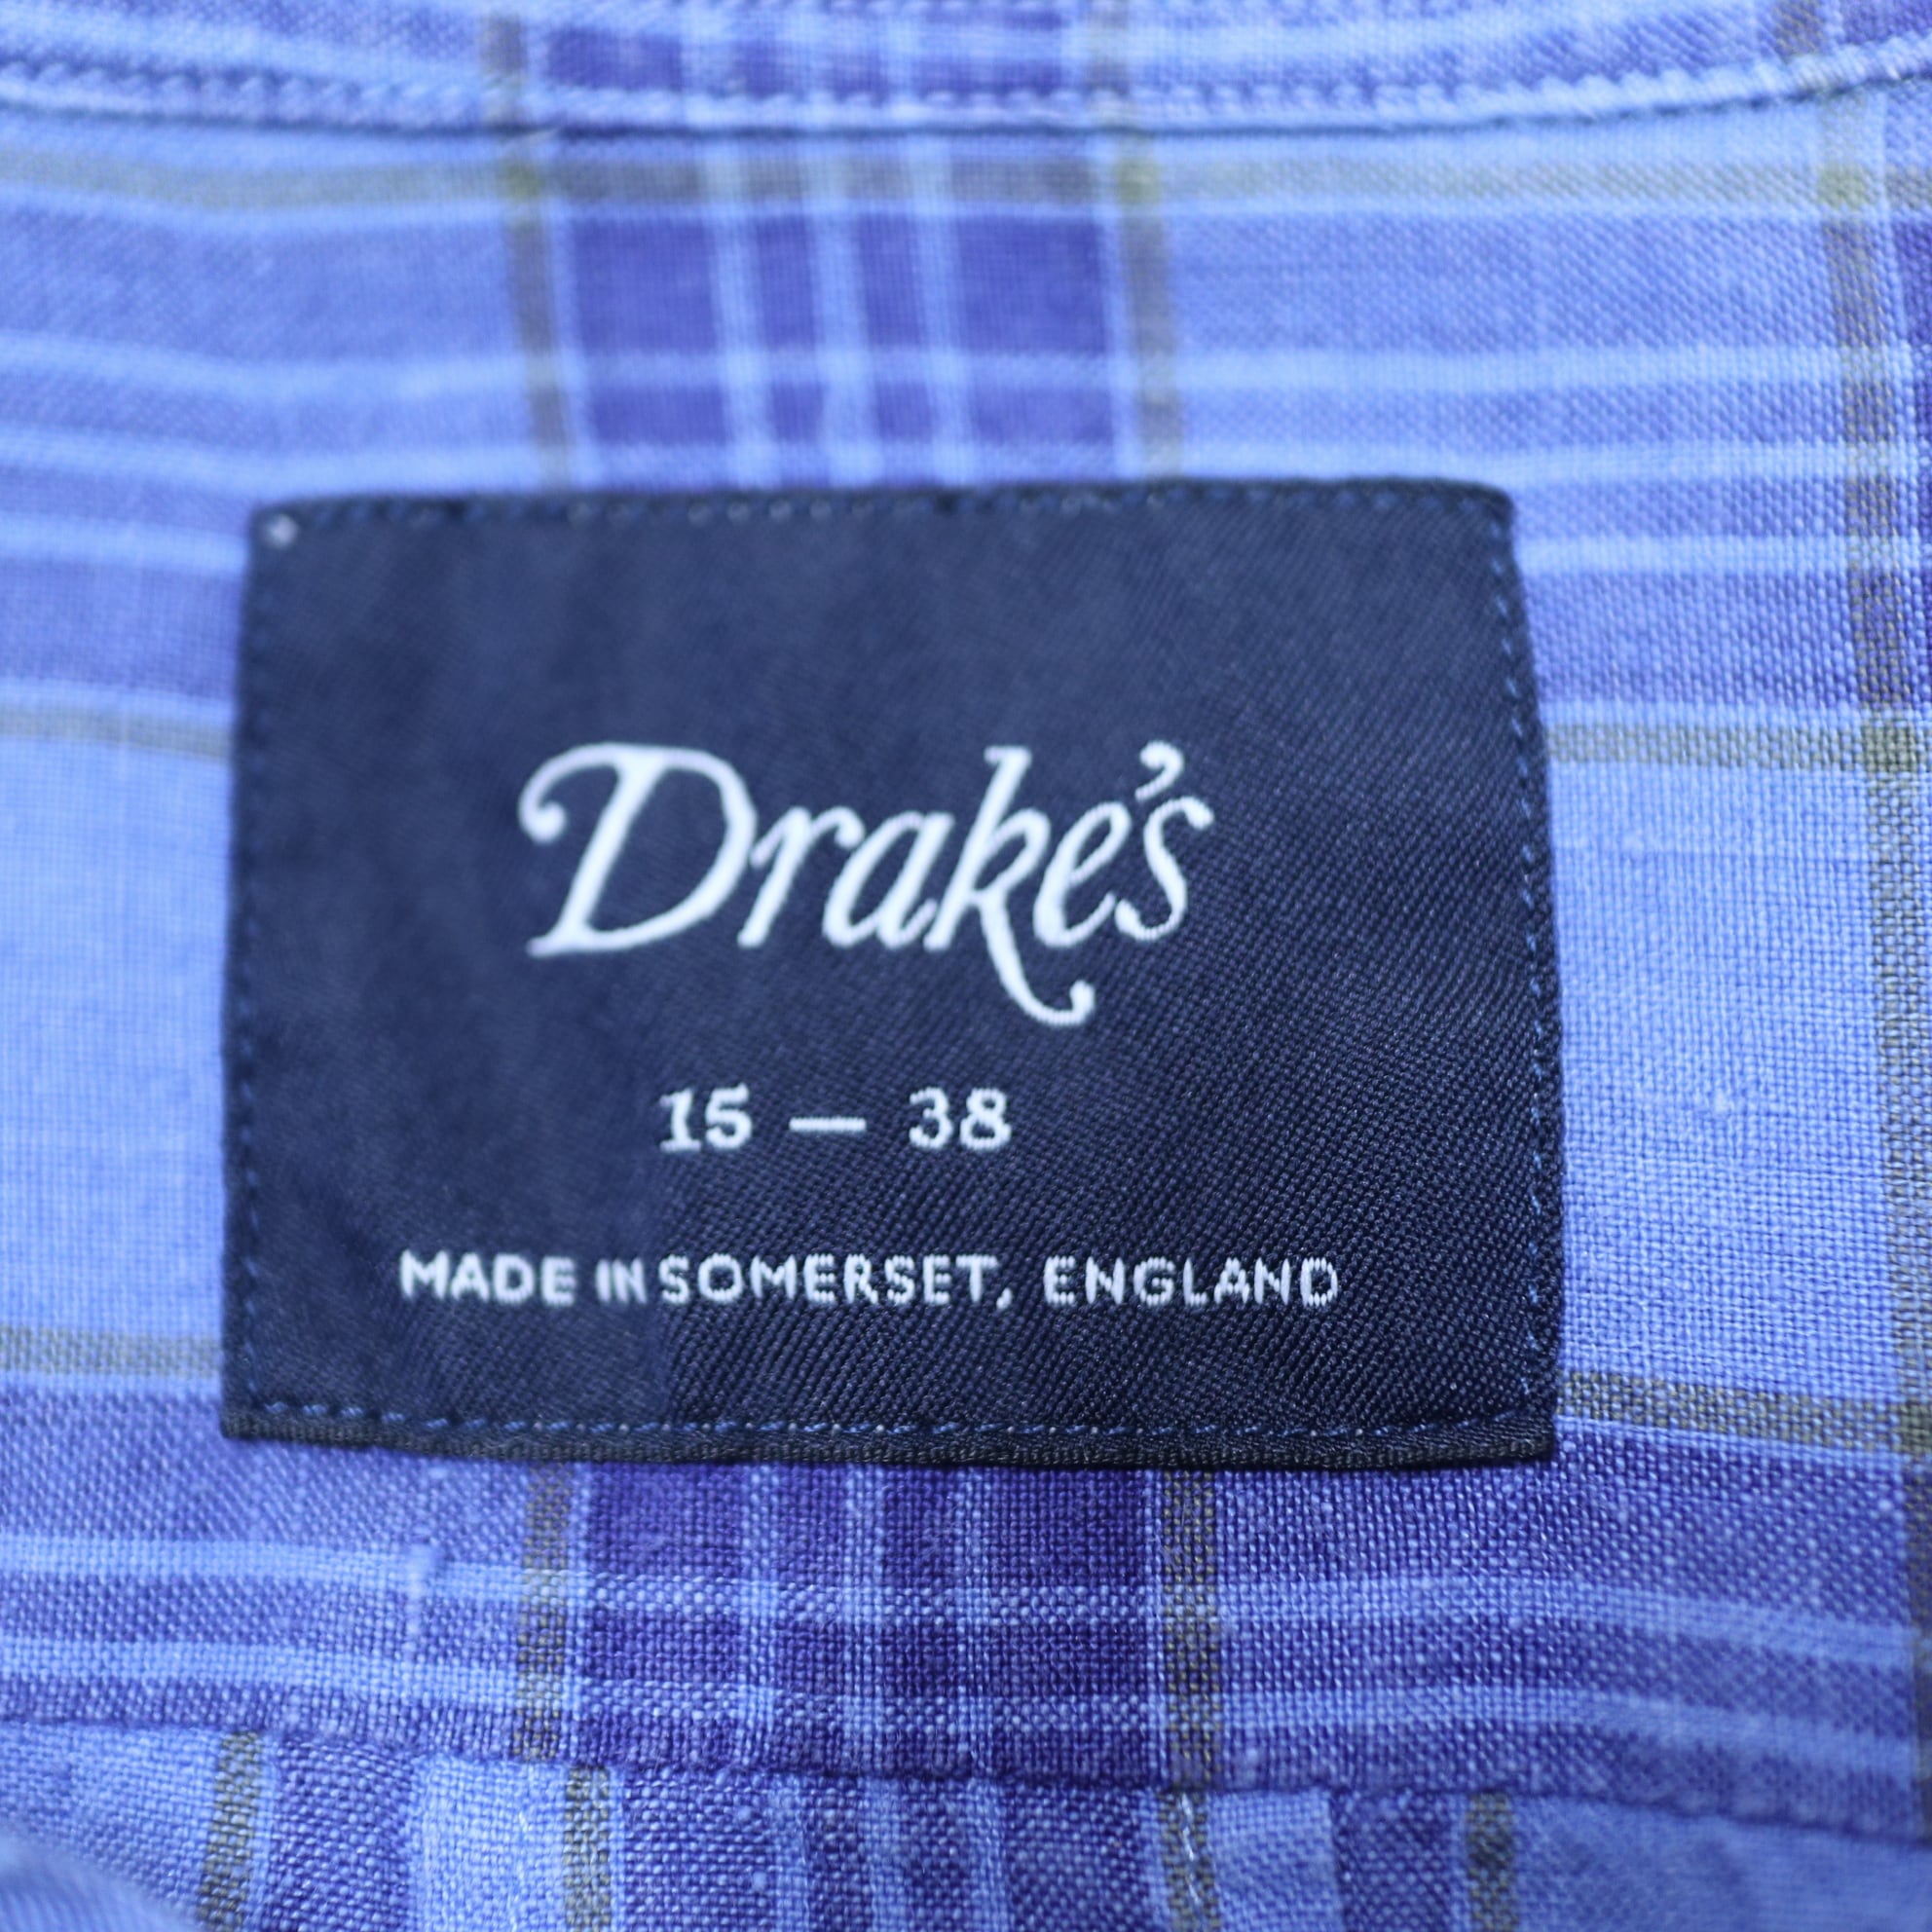 Drake's
15 — 38
MADE IN SOMERSET, ENGLAND